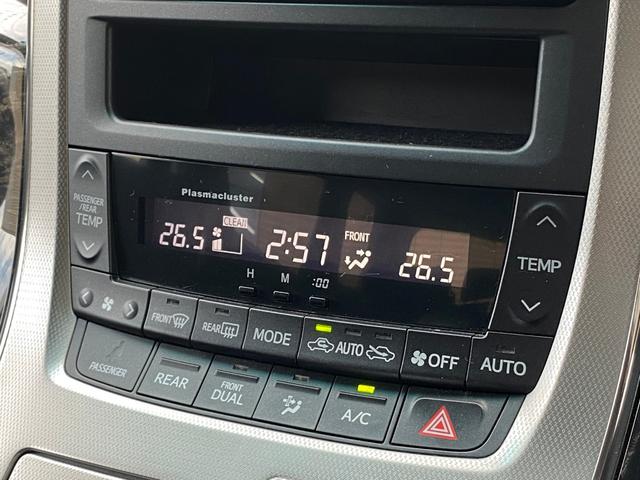 Plasmacluster
PASSENGER
/REAR
TEMP
26.5
CLEAN
2:57
FRONT
26.5
TEMP
H M :00
FRONT REAR MODE AUTO OFF AUTO
PASSENGER REAR FRONT
DUAL A/C